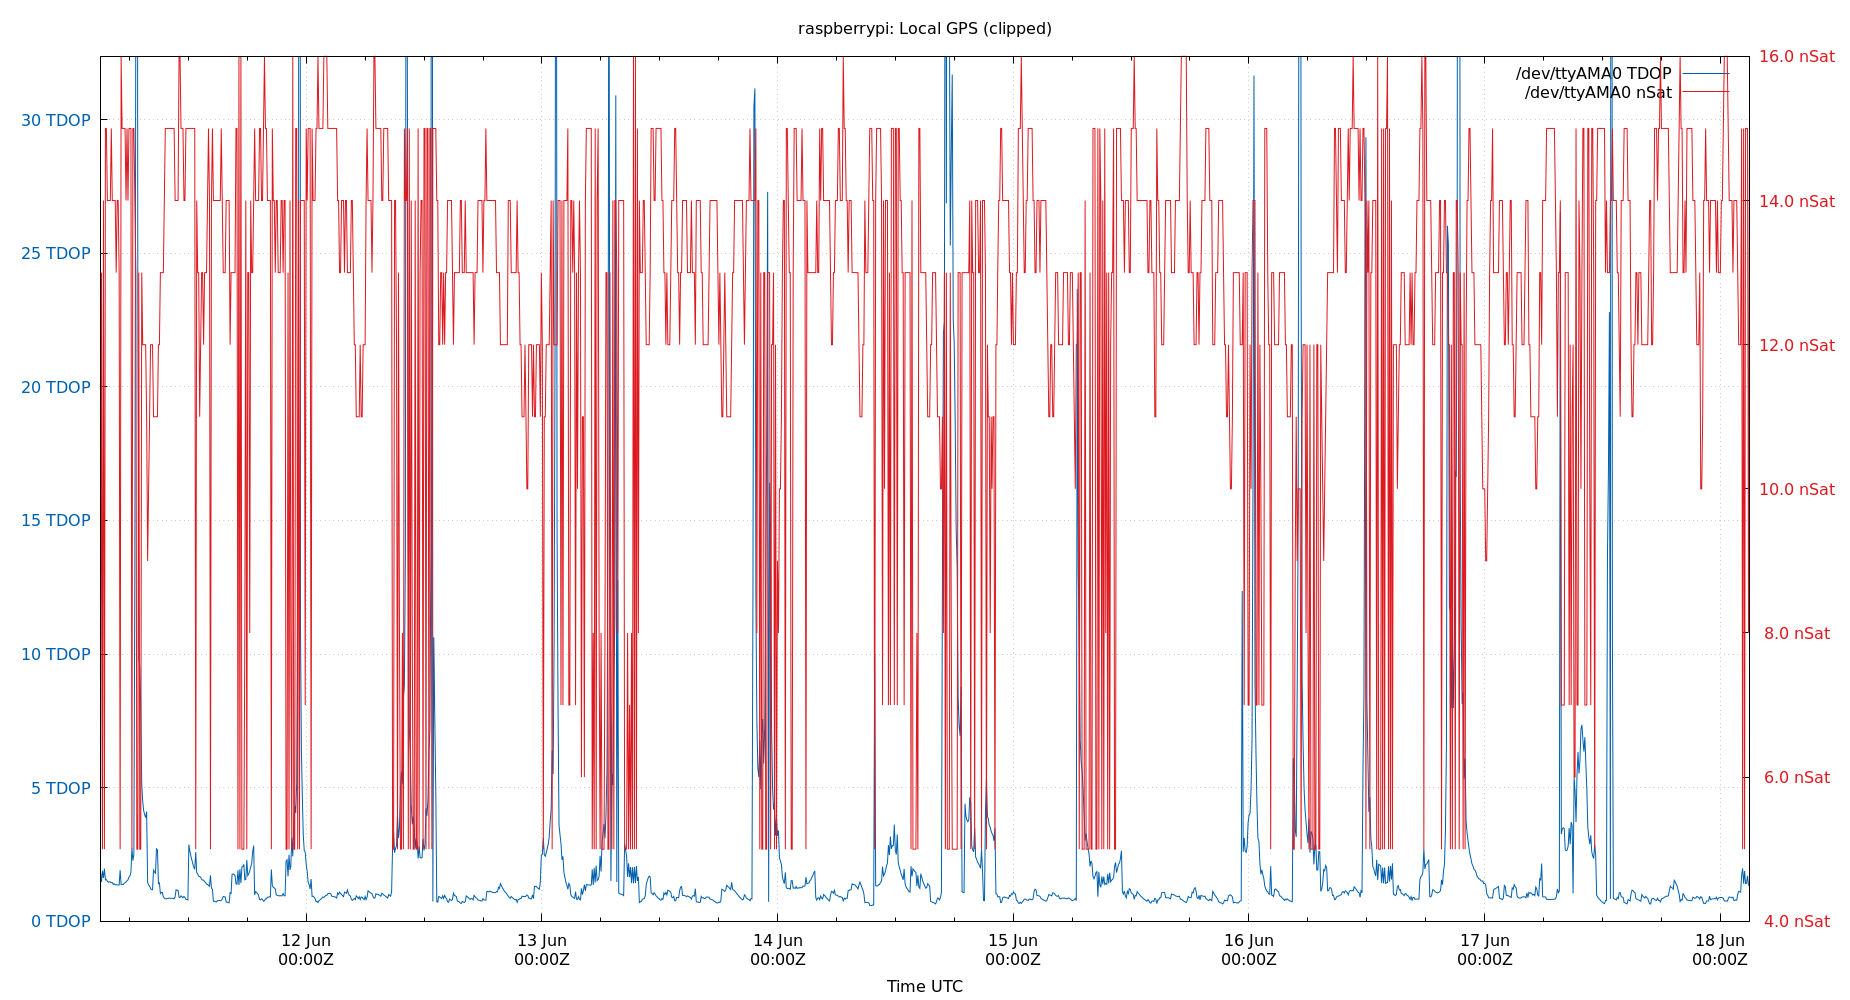 raspberrypi: Local GPS (clipped)
/dev/ttyAMA0 TDOP
/dev/ttyAMA0 nSat
30 TDOP
25 TDOP
20 TDOP
15 TDOP
10 TDOP
5 TDOP
0 TDOP
16.0 nSat
14.0 nSat
12.0 nSat
10.0 nSat
8.0 nSat
6.0 nSat
4.0 nSat
12 Jun
00:00Z
13 Jun
00:00Z
14 Jun
00:00Z
15 Jun
00:00Z
16 Jun
00:00Z
17 Jun
00:00Z
18 Jun
00:00Z
Time UTC